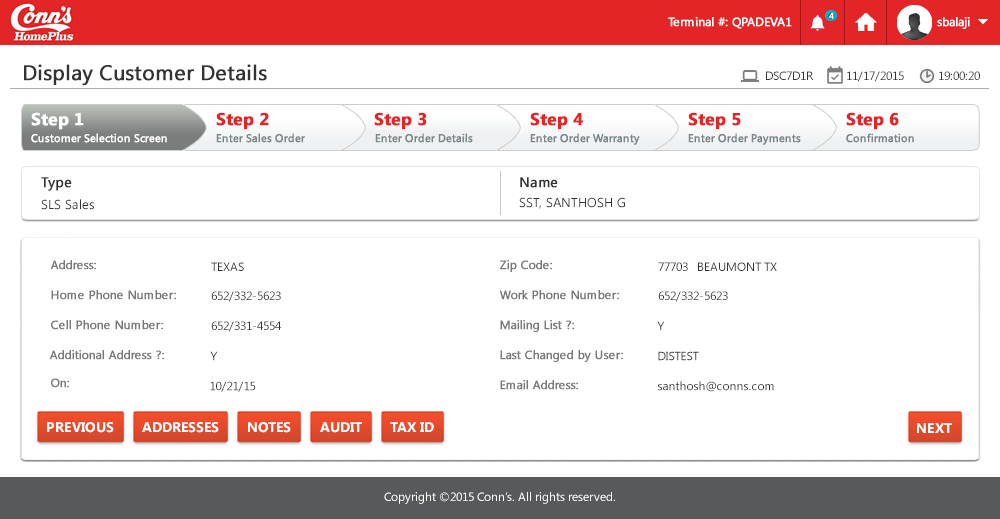 Conn's
HomePlus
Terminal #: QPADEVA1
4
sbalaji
Display Customer Details
DSC7D1R
11/17/2015
19:00:20
Step 1
Customer Selection Screen
Step 2
Enter Sales Order
Step 3
Enter Order Details
Step 4
Enter Order Warranty
Step 5
Enter Order Payments
Step 6
Confirmation
Type
SLS Sales
Name
SST, SANTHOSH G
Address: TEXAS
Zip Code: 77703 BEAUMONT TX
Home Phone Number: 652/332-5623
Work Phone Number: 652/332-5623
Cell Phone Number: 652/331-4554
Mailing List ?: Y
Additional Address ?: Y
Last Changed by User: DISTEST
On: 10/21/15
Email Address: santhosh@conns.com
PREVIOUS
ADDRESSES
NOTES
AUDIT
TAX ID
NEXT
Copyright ©2015 Conn's. All rights reserved.